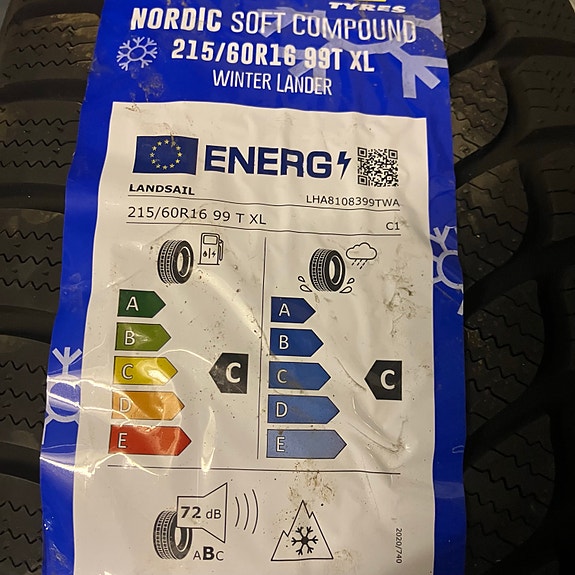 TYRES
NORDIC SOFT COMPOUND
215/60R16 99T XL
WINTER LANDER
ENERG
LANDSAIL
LHA8108399TWA
215/60R16 99 T XL
C1
A
B
C
D
E
C
A
B
C
D
E
C
72 dB
ABC
2020/740